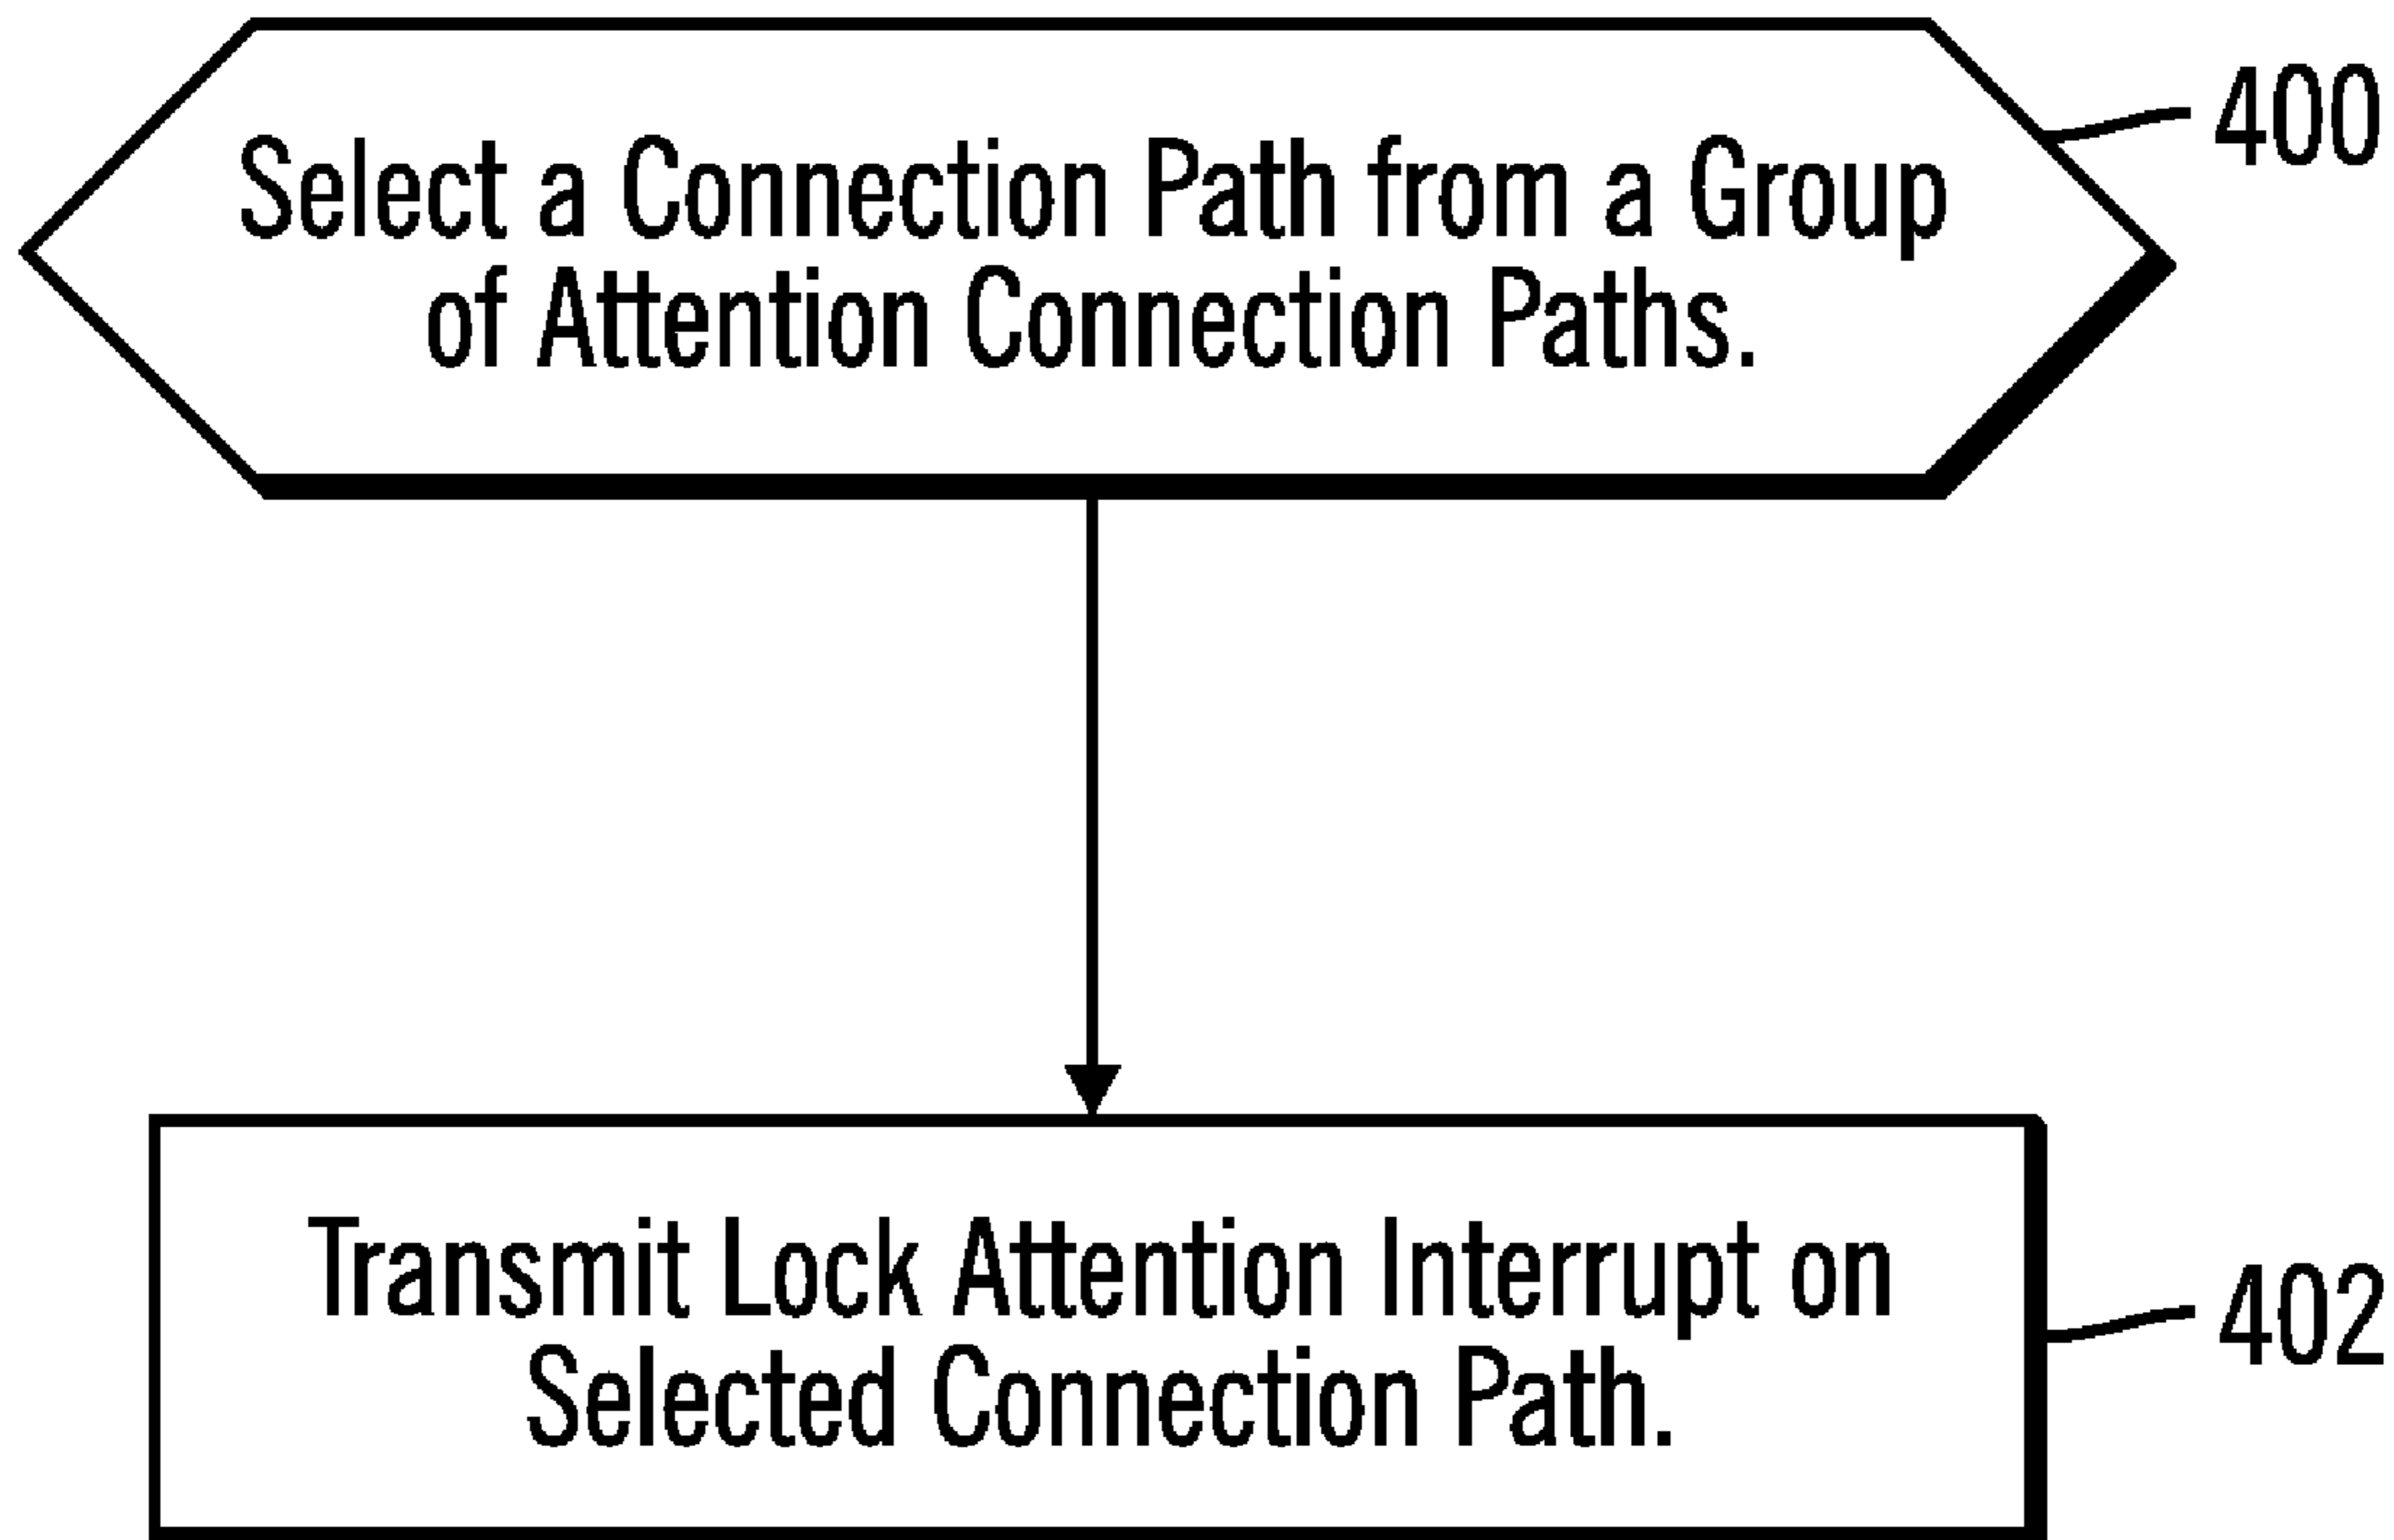 400
Select a Connection Path from a Group
of Attention Connection Paths.
Transmit Lock Attention Interrupt on
Selected Connection Path.
402